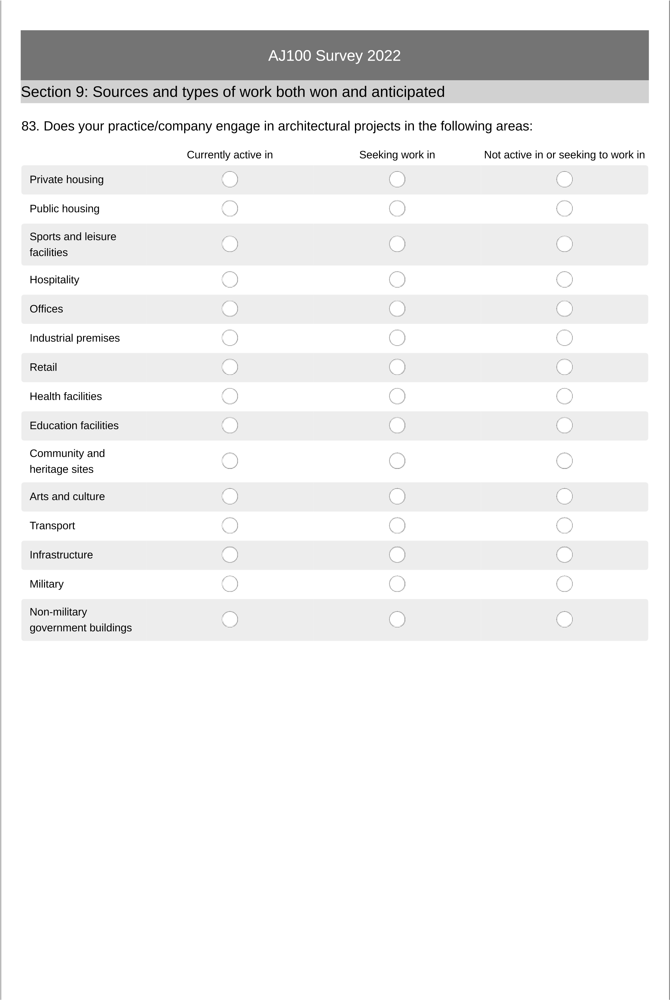 AJ100 Survey 2022
Section 9: Sources and types of work both won and anticipated
83. Does your practice/company engage in architectural projects in the following areas:
Currently active in Seeking work in Not active in or seeking to work in
Private housing
Public housing
Sports and leisure
facilities
Hospitality
Offices
Industrial premises
Retail
Health facilities
Education facilities
Community and
heritage sites
Arts and culture
Transport
Infrastructure
Military
Non-military
government buildings